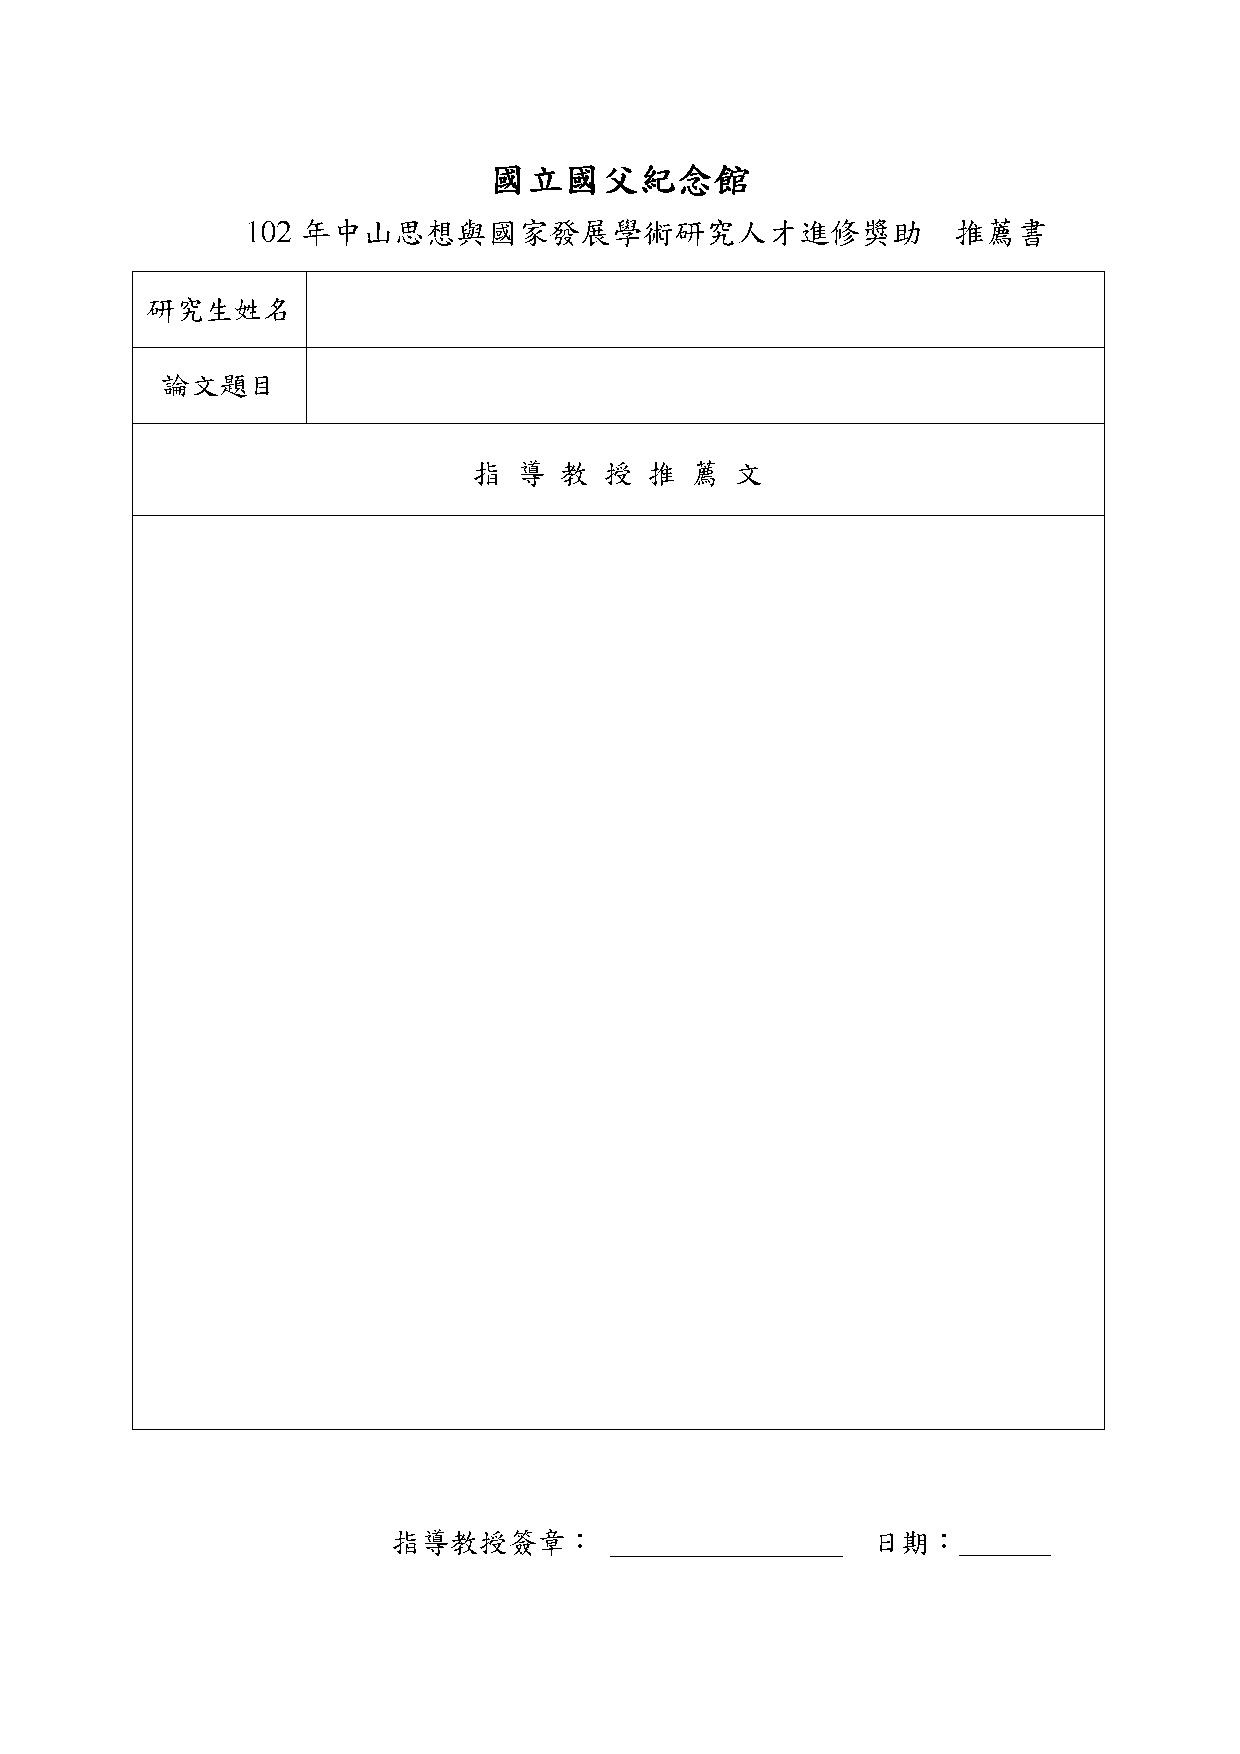 國立國父紀念館
102 年中山思想與國家發展學術研究人才進修獎助　推薦書
研究生姓名
論文題目
指 導 教 授 推 薦 文
指導教授簽章： ＿＿＿＿＿＿＿＿ 日期：＿＿＿